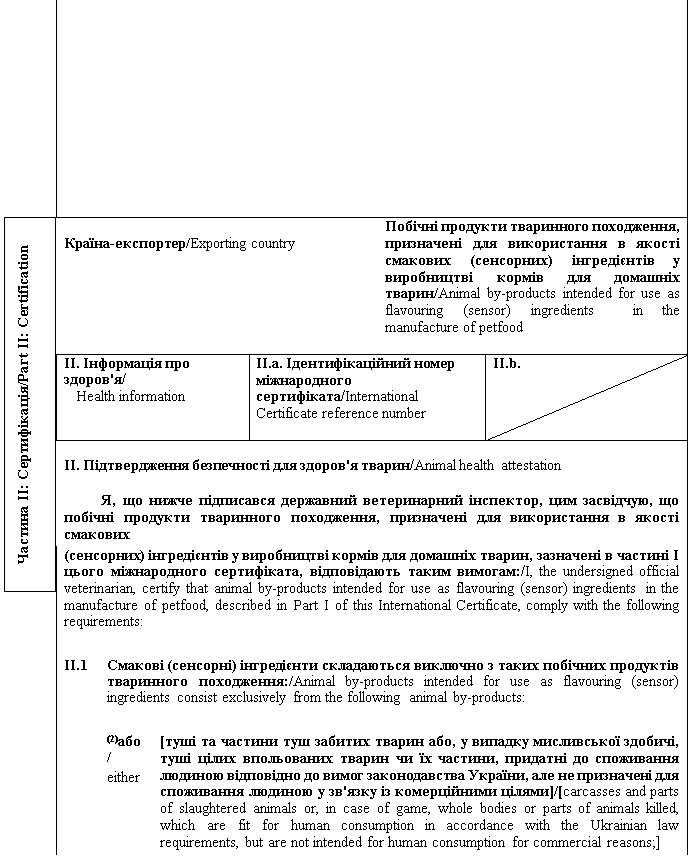 Частина II: Сертифікація/Part II: Certification
Країна-експортер/Exporting country
Побічні продукти тваринного походження,
призначені для використання в якості
смакових (сенсорних) інгредієнтів у
виробництві кормів для домашніх
тварин/Animal by-products intended for use as
flavouring (sensor) ingredients in the
manufacture of petfood
II. Інформація про
здоров'я/
Health information
II.a. Ідентифікаційний номер
міжнародного
сертифіката/International
Certificate reference number
II.b.
II. Підтвердження безпечності для здоров'я тварин/Animal health attestation
Я, що нижче підписався державний ветеринарний інспектор, цим засвідчую, що
побічні продукти тваринного походження, призначені для використання в якості
смакових
(сенсорних) інгредієнтів у виробництві кормів для домашніх тварин, зазначені в частині I
цього міжнародного сертифіката, відповідають таким вимогам:/I, the undersigned official
veterinarian, certify that animal by-products intended for use as flavouring (sensor) ingredients in the
manufacture of petfood, described in Part I of this International Certificate, comply with the following
requirements:
II.1 Смакові (сенсорні) інгредієнти складаються виключно з таких побічних продуктів
тваринного походження:/Animal by-products intended for use as flavouring (sensor)
ingredients consist exclusively from the following animal by-products:
(2)або
/
either
[туші та частини туш забитих тварин або, у випадку мисливської здобичі,
туші цілих впольованих тварин чи їх частини, придатні до споживання
людиною відповідно до вимог законодавства України, але не призначені для
споживання людиною у зв'язку із комерційними цілями]/[carcasses and parts
of slaughtered animals or, in case of game, whole bodies or parts of animals killed,
which are fit for human consumption in accordance with the Ukrainian law
requirements, but are not intended for human consumption for commercial reasons;]